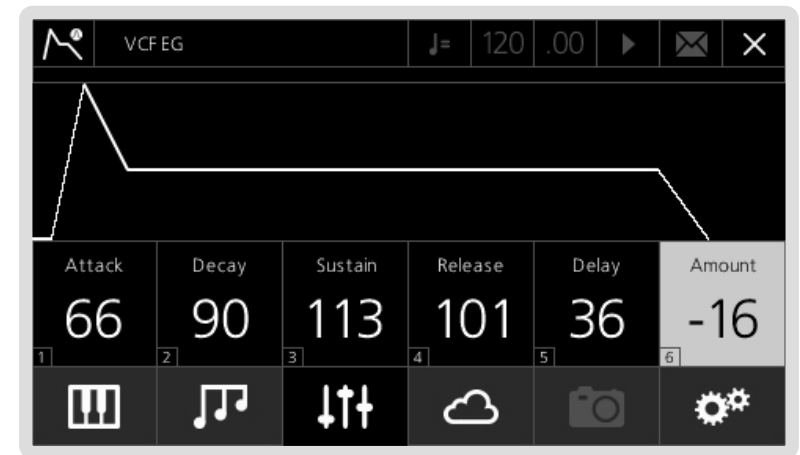 VCF EG ♩= 120 .00
Attack Decay Sustain Release Delay Amount
66 90 113 101 36 -16
1 2 3 4 5 6